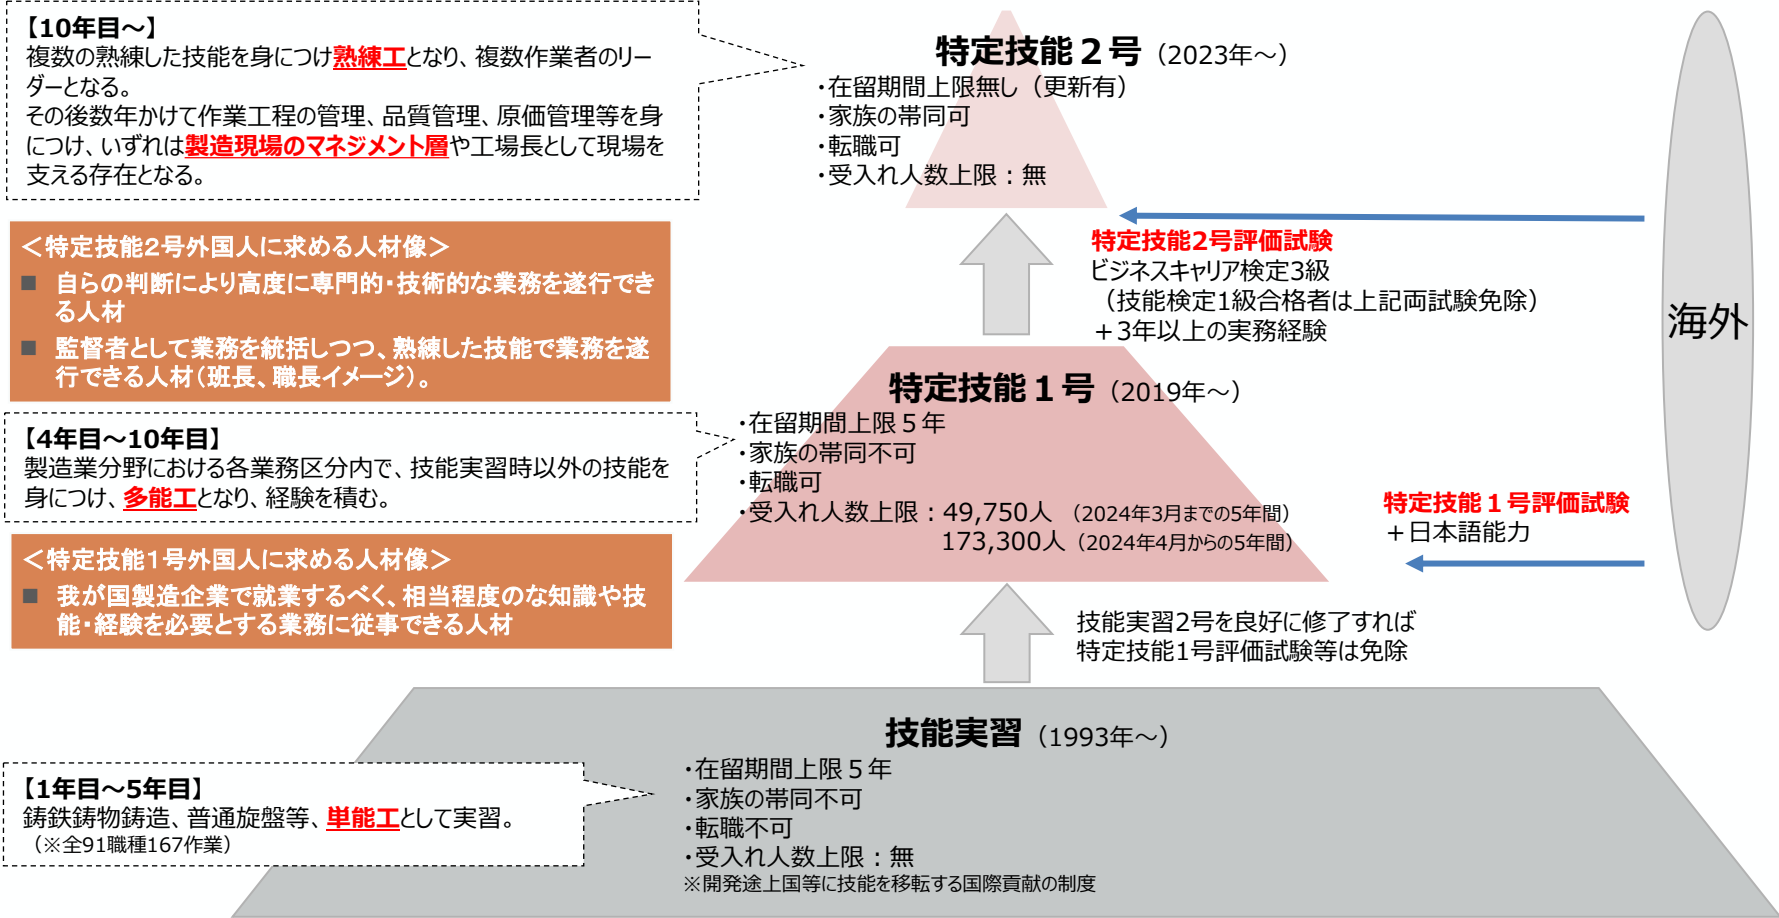 【10年目～】
複数の熟練した技能を身につけ熟練工となり、複数作業者のリー
ダーとなる。
その後数年かけて作業工程の管理、品質管理、原価管理等を身
につけ、いずれは製造現場のマネジメント層や工場長として現場を
支える存在となる。
特定技能２号（2023年～）
・在留期間上限無し（更新有）
・家族の帯同可
・転職可
・受入れ人数上限：無
＜特定技能2号外国人に求める人材像＞
■ 自らの判断により高度に専門的・技術的な業務を遂行でき
る人材
■ 監督者として業務を統括しつつ、熟練した技能で業務を遂
行できる人材（班長、職長イメージ）。
特定技能2号評価試験
ビジネスキャリア検定3級
（技能検定1級合格者は上記両試験免除）
＋3年以上の実務経験
海外
【4年目～10年目】
製造業分野における各業務区分内で、技能実習時以外の技能を
身につけ、多能工となり、経験を積む。
特定技能１号（2019年～）
・在留期間上限５年
・家族の帯同不可
・転職可
・受入れ人数上限：49,750人 （2024年3月までの5年間）
173,300人（2024年4月からの5年間）
特定技能１号評価試験
＋日本語能力
＜特定技能1号外国人に求める人材像＞
■ 我が国製造企業で就業するべく、相当程度のな知識や技
能・経験を必要とする業務に従事できる人材
技能実習2号を良好に修了すれば
特定技能1号評価試験等は免除
技能実習（1993年～）
・在留期間上限５年
・家族の帯同不可
・転職不可
・受入れ人数上限：無
※開発途上国等に技能を移転する国際貢献の制度
【1年目～5年目】
鋳鉄鋳物鋳造、普通旋盤等、単能工として実習。
（※全91職種167作業）